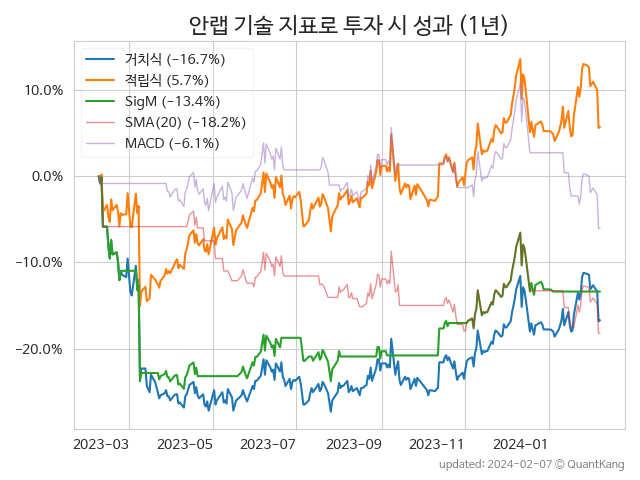 안랩 기술 지표로 투자 시 성과 (1년)
거치식 (−16.7%)
적립식 (5.7%)
SigM (−13.4%)
SMA(20) (−18.2%)
MACD (−6.1%)
10.0%
0.0%
−10.0%
−20.0%
2023-03 2023-05 2023-07 2023-09 2023-11 2024-01
updated: 2024-02-07 © QuantKang